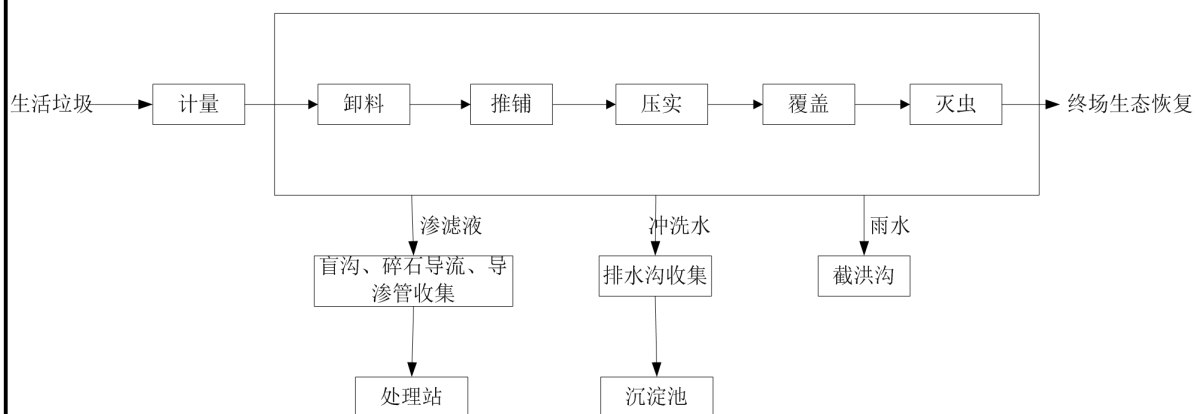 生活垃圾
计量
卸料
推铺
压实
覆盖
灭虫
终场生态恢复
渗滤液
冲洗水
雨水
盲沟、碎石导流、导
渗管收集
排水沟收集
截洪沟
处理站
沉淀池